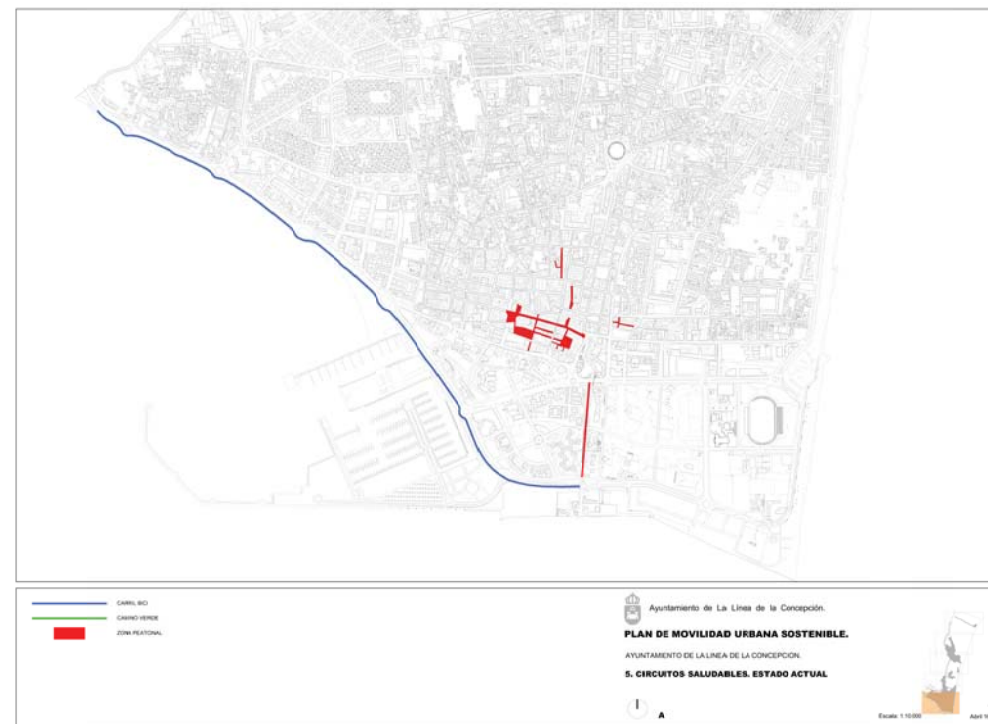 CARRIL BICI
CAMINO VERDE
ZONA PEATONAL
Ayuntamiento de La Línea de la Concepción.
PLAN DE MOVILIDAD URBANA SOSTENIBLE.
AYUNTAMIENTO DE LA LINEA DE LA CONCEPCION.
5. CIRCUITOS SALUDABLES. ESTADO ACTUAL
A
Escala: 1.10.000
Abril